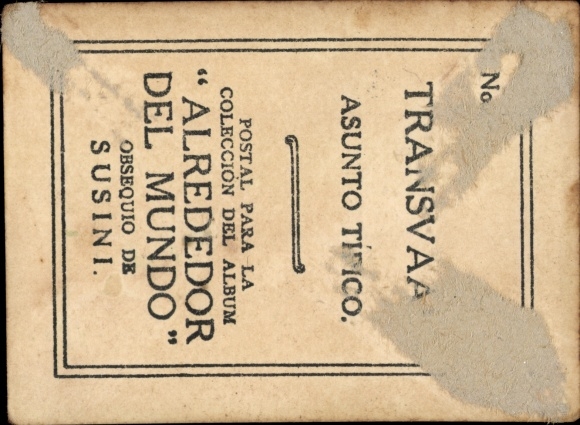 No
TRANSVAA
ASUNTO TÍPICO.
POSTAL PARA LA
COLECCIÓN DEL ALBUM
“ ALREDEDOR
DEL MUNDO ”
OBSEQUIO DE
SUSINI.